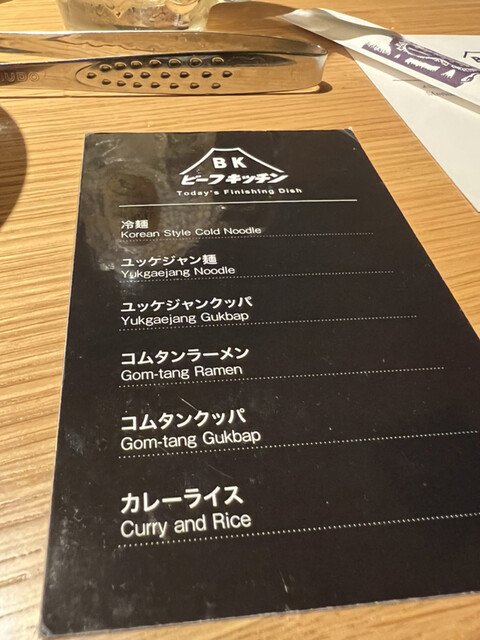 BK
ビーフキッチン
Today's Finishing Dish
冷麺
Korean Style Cold Noodle
ユッケジャン麺
Yukgaejang Noodle
ユッケジャンクッパ
Yukgaejang Gukbap
コムタンラーメン
Gom-tang Ramen
コムタンクッパ
Gom-tang Gukbap
カレーライス
Curry and Rice